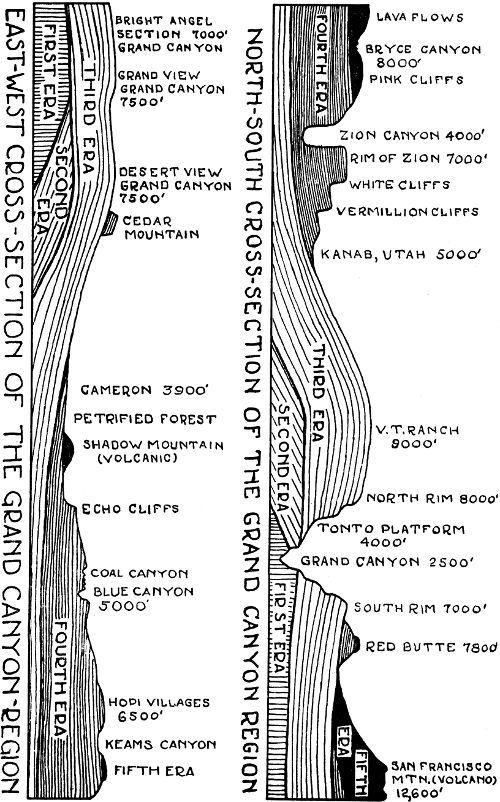 EAST-WEST CROSS-SECTION OF THE GRAND CANYON-REGION
FIRST ERA
SECOND
ERA
THIRD ERA
FOURTH ERA
BRIGHT ANGEL
SECTION 7000'
GRAND CANYON
GRAND VIEW
GRAND CANYON
7500'
DESERT VIEW
GRAND CANYON
7500'
CEDAR
MOUNTAIN
CAMERON 3900'
PETRIFIED FOREST
SHADOW MOUNTAIN
(VOLCANIC)
ECHO CLIFFS
COAL CANYON
BLUE CANYON
5000'
HOPI VILLAGES
6500'
KEAMS CANYON
FIFTH ERA
NORTH-SOUTH CROSS-SECTION OF THE GRAND CANYON REGION
FOURTH ERA
THIRD ERA
SECOND ERA
FIRST ERA
FIFTH
ERA
LAVA FLOWS
BRYCE CANYON
8000'
PINK CLIFFS
ZION CANYON 4000'
RIM OF ZION 7000'
WHITE CLIFFS
VERMILLION CLIFFS
KANAB, UTAH 5000'
V.T. RANCH
9000'
NORTH RIM 8000'
TONTO PLATFORM
4000'
GRAND CANYON 2500'
SOUTH RIM 7000'
RED BUTTE 7800'
SAN FRANCISCO
MTN. (VOLCANO)
12,600'